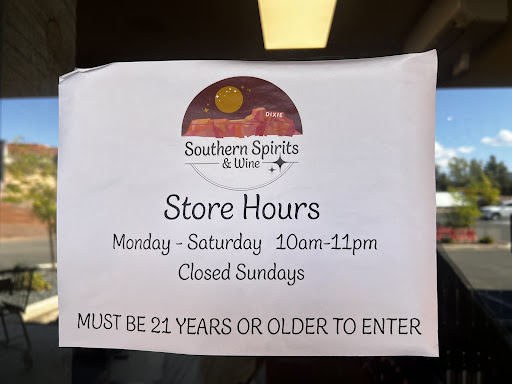 DIXIE
Southern Spirits
& Wine
Store Hours
Monday - Saturday 10am-11pm
Closed Sundays
MUST BE 21 YEARS OR OLDER TO ENTER